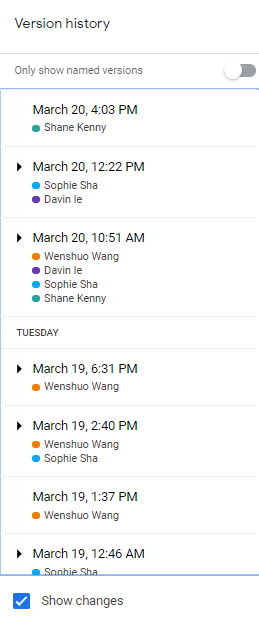 Version history
Only show named versions
March 20, 4:03 PM
Shane Kenny
March 20, 12:22 PM
Sophie Sha
Davin Ie
March 20, 10:51 AM
Wenshuo Wang
Davin Ie
Sophie Sha
Shane Kenny
TUESDAY
March 19, 6:31 PM
Wenshuo Wang
March 19, 2:40 PM
Wenshuo Wang
Sophie Sha
March 19, 1:37 PM
Wenshuo Wang
March 19, 12:46 AM
Sophie Sha
Show changes